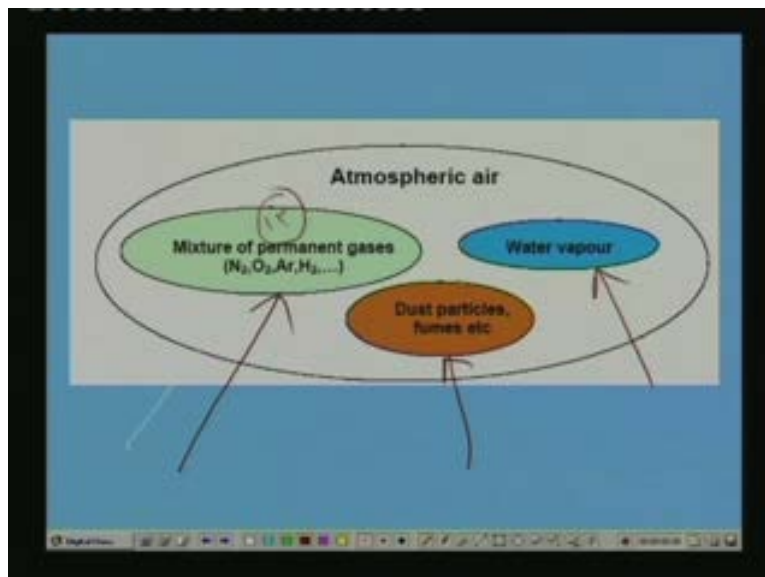 Atmospheric air
Mixture of permanent gases
(N₂,O₂,Ar,H₂,....)
Water vapour
Dust particles,
fumes etc